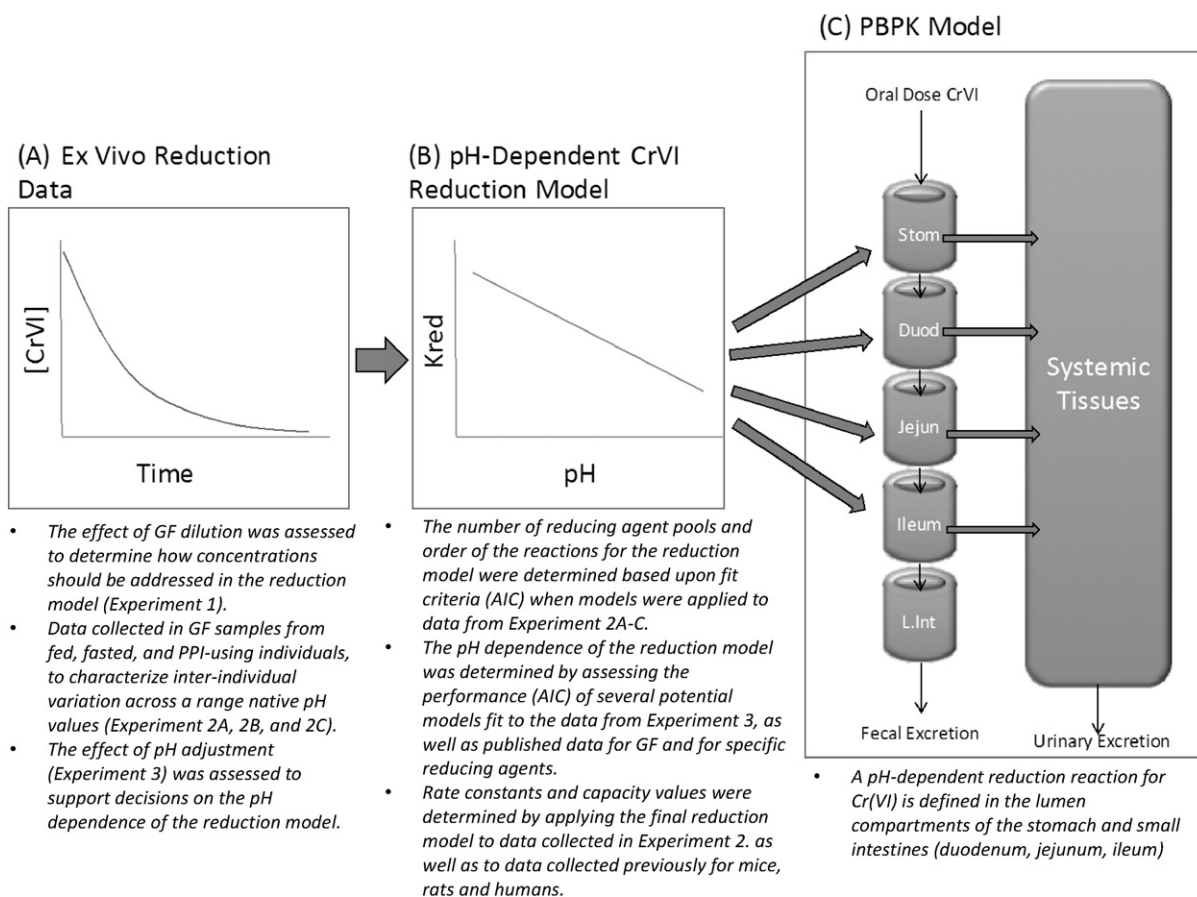 (A) Ex Vivo Reduction
Data
[CrVI]
Time
• The effect of GF dilution was assessed
to determine how concentrations
should be addressed in the reduction
model (Experiment 1).
• Data collected in GF samples from
fed, fasted, and PPI-using individuals,
to characterize inter-individual
variation across a range native pH
values (Experiment 2A, 2B, and 2C).
• The effect of pH adjustment
(Experiment 3) was assessed to
support decisions on the pH
dependence of the reduction model.
(B) pH-Dependent CrVI
Reduction Model
Kred
pH
• The number of reducing agent pools and
order of the reactions for the reduction
model were determined based upon fit
criteria (AIC) when models were applied to
data from Experiment 2A-C.
• The pH dependence of the reduction model
was determined by assessing the
performance (AIC) of several potential
models fit to the data from Experiment 3, as
well as published data for GF and for specific
reducing agents.
• Rate constants and capacity values were
determined by applying the final reduction
model to data collected in Experiment 2. as
well as to data collected previously for mice,
rats and humans.
(C) PBPK Model
Oral Dose CrVI
Stom
Duod
Jejun
Ileum
L.Int
Fecal Excretion
Systemic
Tissues
Urinary Excretion
• A pH-dependent reduction reaction for
Cr(VI) is defined in the lumen
compartments of the stomach and small
intestines (duodenum, jejunum, ileum)